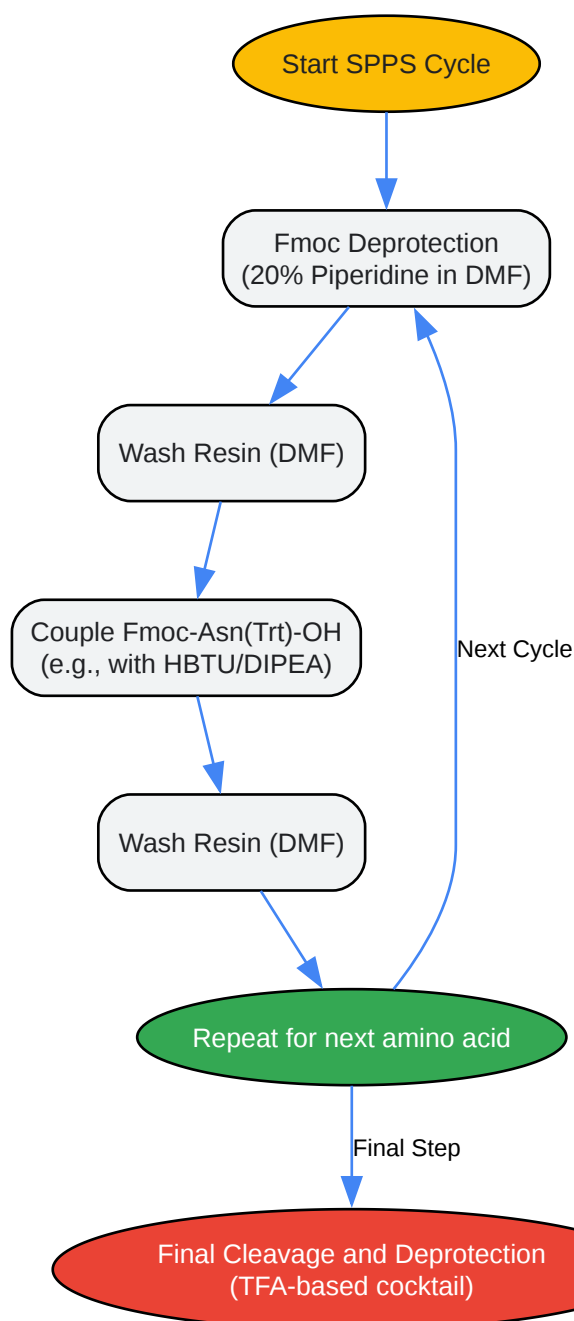 Start SPPS Cycle
Fmoc Deprotection
(20% Piperidine in DMF)
Wash Resin (DMF)
Couple Fmoc-Asn(Trt)-OH
(e.g., with HBTU/DIPEA)
Next Cycle
Wash Resin (DMF)
Repeat for next amino acid
Final Step
Final Cleavage and Deprotection
(TFA-based cocktail)